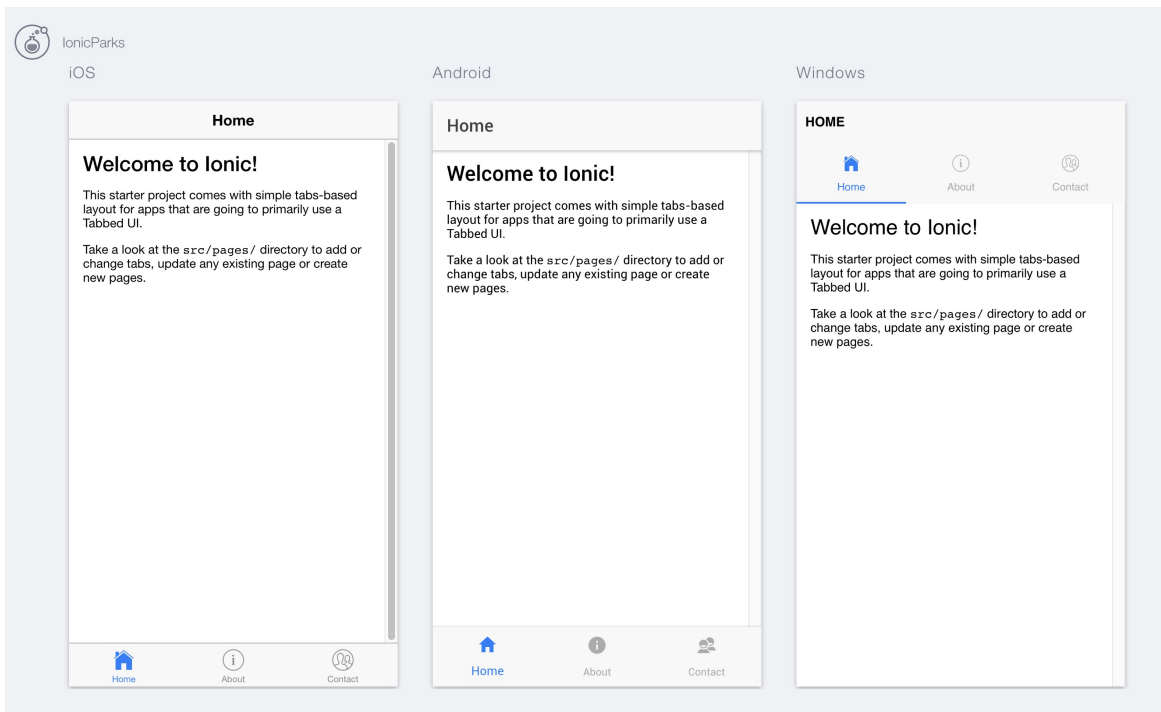 IonicParks
iOS
Home
Welcome to Ionic!
This starter project comes with simple tabs-based
layout for apps that are going to primarily use a
Tabbed UI.
Take a look at the src/pages/ directory to add or
change tabs, update any existing page or create
new pages.
Home
About
Contact
Android
Home
Welcome to Ionic!
This starter project comes with simple tabs-based
layout for apps that are going to primarily use a
Tabbed UI.
Take a look at the src/pages/ directory to add or
change tabs, update any existing page or create
new pages.
Home
About
Contact
Windows
HOME
Home
About
Contact
Welcome to Ionic!
This starter project comes with simple tabs-based
layout for apps that are going to primarily use a
Tabbed UI.
Take a look at the src/pages/ directory to add or
change tabs, update any existing page or create
new pages.